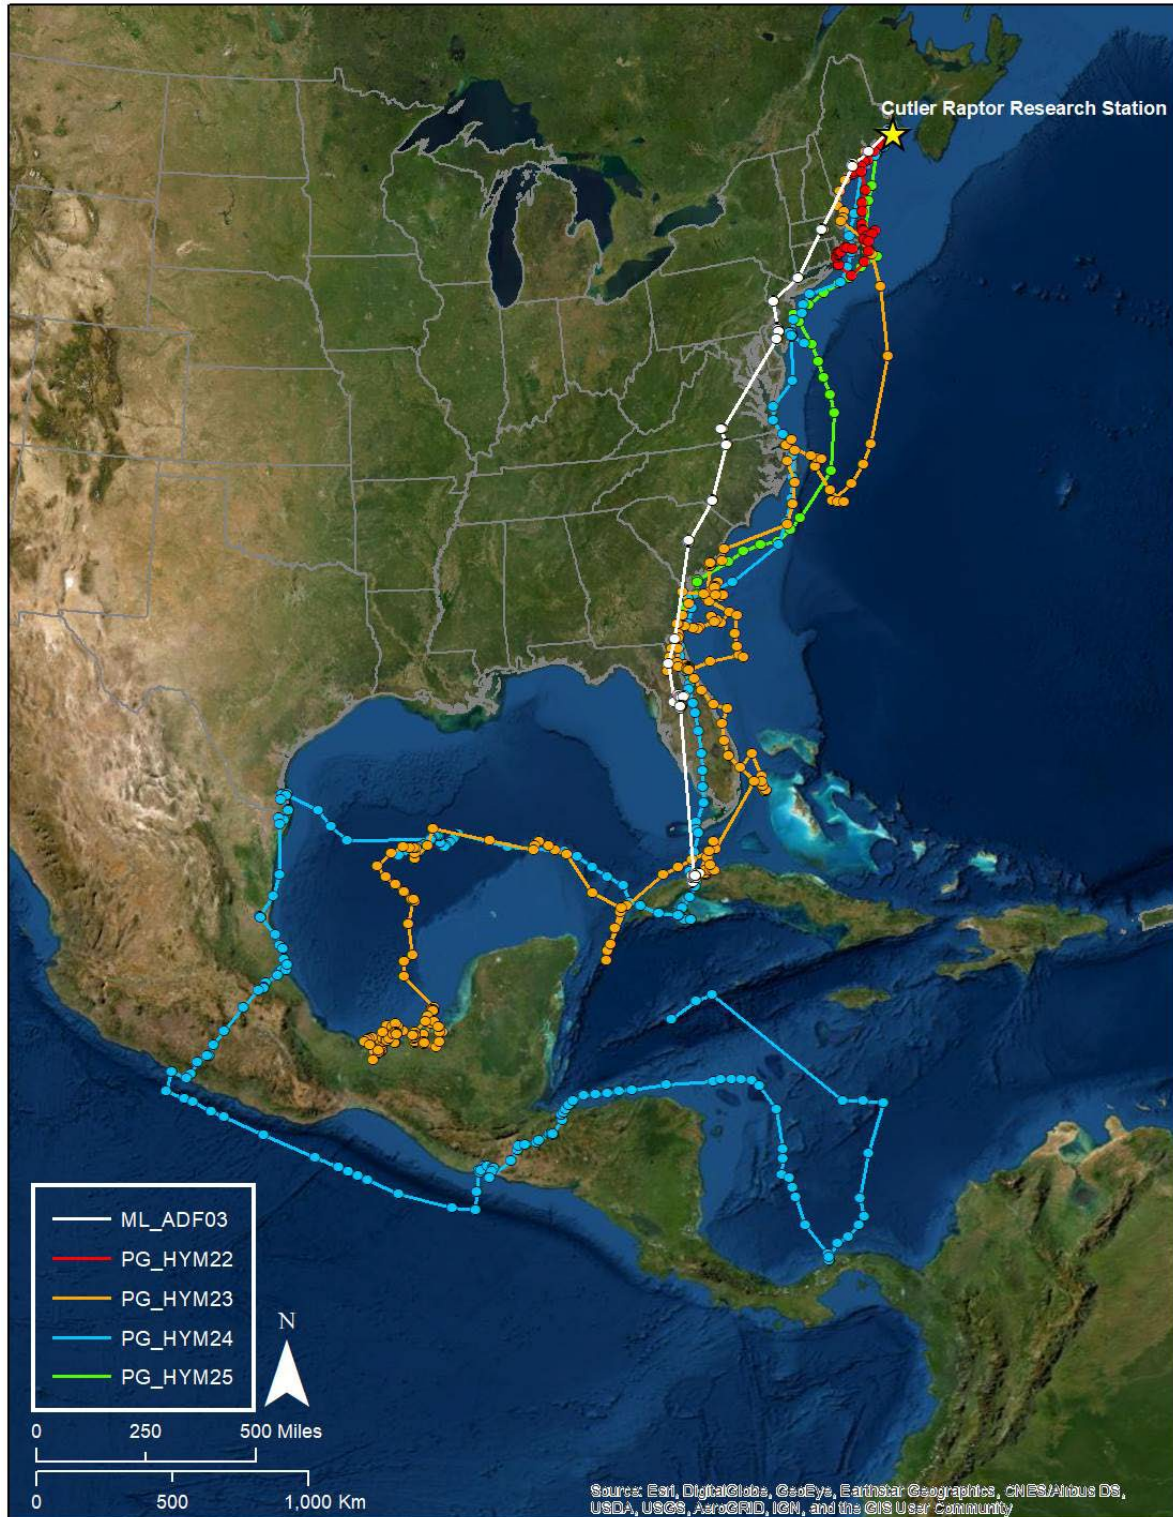 Cutler Raptor Research Station
ML_ADF03
PG_HYM22
PG_HYM23
PG_HYM24
PG_HYM25
N
0 250 500 Miles
0 500 1,000 Km
Source: Esri, DigitalGlobe, GeoEye, Earthstar Geographics, CNES/Airbus DS,
USDA, USGS, AeroGRID, IGN, and the GIS User Community